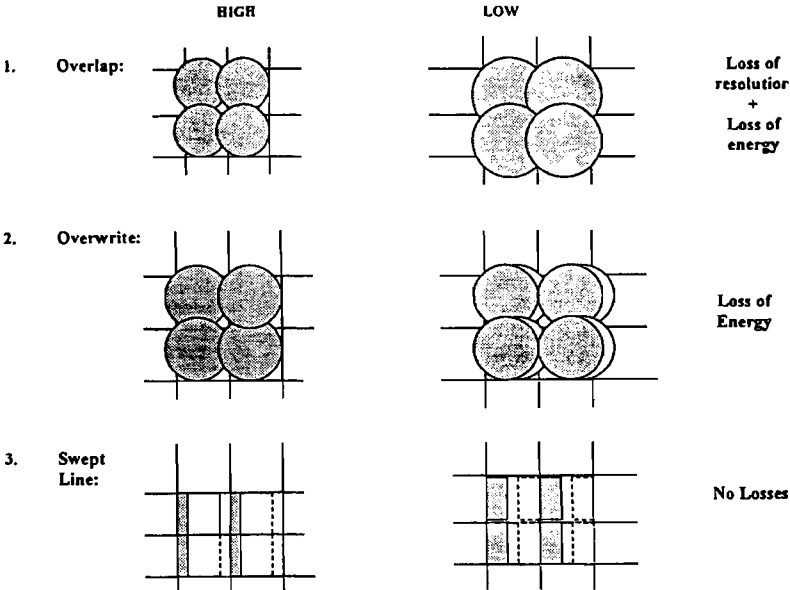 HIGH LOW
1. Overlap:
Loss of
resolution
+
Loss of
energy
2. Overwrite:
Loss of
Energy
3. Swept
Line:
No Losses